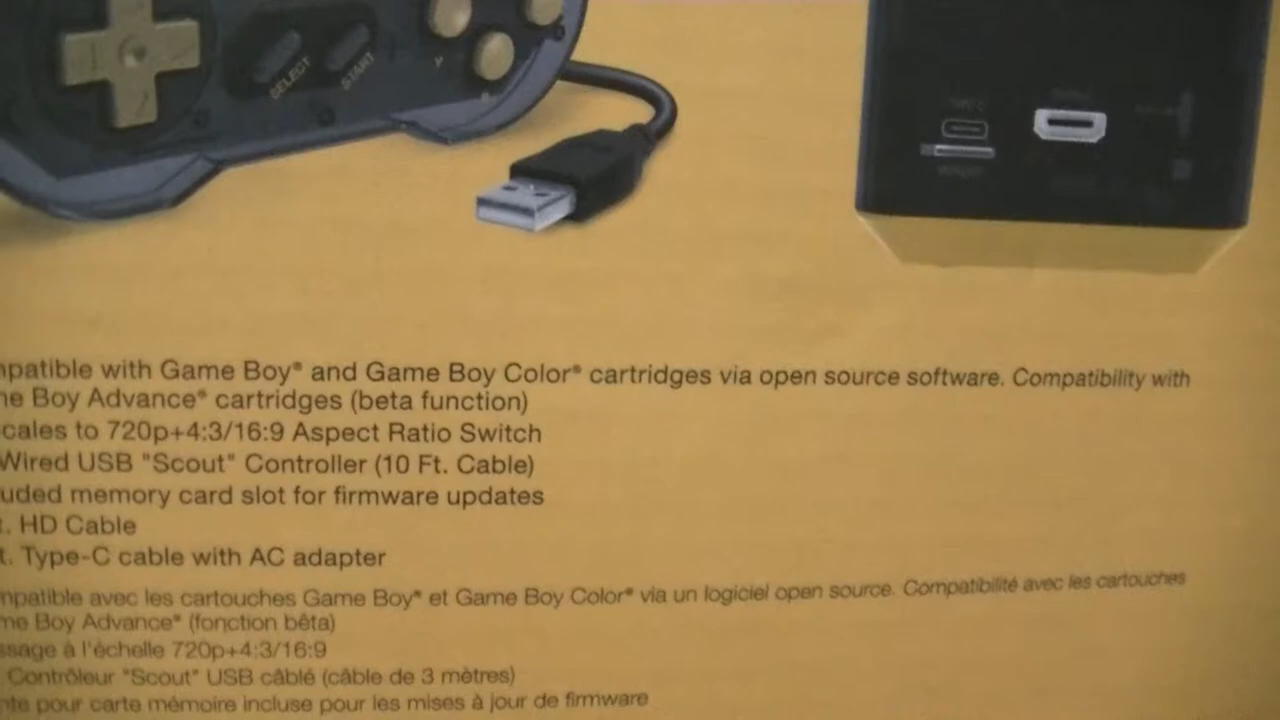 SELECT
START
mpatible with Game Boy® and Game Boy Color® cartridges via open source software. Compatibility with
me Boy Advance® cartridges (beta function)
cales to 720p+4:3/16:9 Aspect Ratio Switch
Wired USB "Scout" Controller (10 Ft. Cable)
uded memory card slot for firmware updates
t. HD Cable
t. Type-C cable with AC adapter
mpatible avec les cartouches Game Boy® et Game Boy Color® via un logiciel open source. Compatibilité avec les cartouches
me Boy Advance® (fonction bêta)
ssage à l'échelle 720p+4:3/16:9
Contrôleur "Scout" USB câblé (câble de 3 mètres)
nte pour carte mémoire incluse pour les mises à jour de firmware